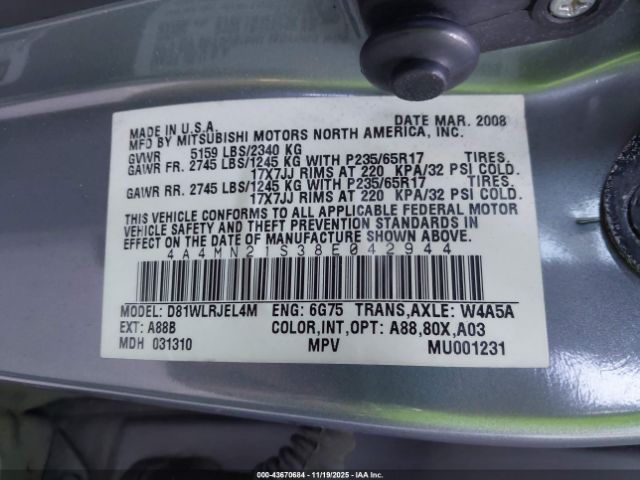 MADE IN U.S.A. DATE MAR. 2008
MFD BY MITSUBISHI MOTORS NORTH AMERICA, INC.
GVWR 5159 LBS/2340 KG
GAWR FR. 2745 LBS/1245 KG WITH P235/65R17 TIRES,
17X7JJ RIMS AT 220 KPA/32 PSI COLD.
GAWR RR. 2745 LBS/1245 KG WITH P235/65R17 TIRES,
17X7JJ RIMS AT 220 KPA/32 PSI COLD.
THIS VEHICLE CONFORMS TO ALL APPLICABLE FEDERAL MOTOR
VEHICLE SAFETY AND THEFT PREVENTION STANDARDS IN
EFFECT ON THE DATE OF MANUFACTURE SHOWN ABOVE.
4A4MN21S38E042944
MODEL: D81WLRJEL4M ENG: 6G75 TRANS,AXLE: W4A5A
EXT: A88B COLOR,INT,OPT: A88,80X,A03
MDH 031310 MPV MU001231
000-43670684 - 11/19/2025 - IAA Inc.